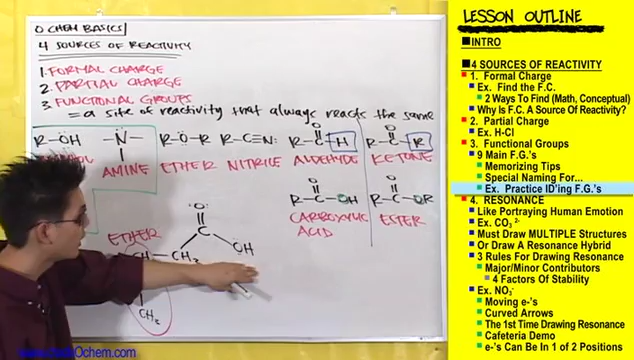 O CHEM BASICS
4 SOURCES OF REACTIVITY
1. FORMAL CHARGE
2. PARTIAL CHARGE
3. FUNCTIONAL GROUPS
= a site of reactivity that always reacts the same
R-OH
-N-
R-O-R
R-C≡N:
O
R-C-H
O
R-C-R
AMINE
ETHER
NITRILE
ALDEHYDE
KETONE
O
R-C-OH
O
R-C-OR
CARBOXYLIC
ACID
ESTER
ETHER
O
C
OH
CH
CH₂
CH₃
LESSON OUTLINE
INTRO
4 SOURCES OF REACTIVITY
1. Formal Charge
Ex. Find the F.C.
2 Ways To Find (Math, Conceptual)
Why Is F.C. A Source Of Reactivity?
2. Partial Charge
Ex. H-Cl
3. Functional Groups
9 Main F.G.'s
Memorizing Tips
Special Naming For...
Ex. Practice ID'ing F.G.'s
4. RESONANCE
Like Portraying Human Emotion
Ex. CO₃ ²⁻
Must Draw MULTIPLE Structures
Or Draw A Resonance Hybrid
3 Rules For Drawing Resonance
Major/Minor Contributors
4 Factors Of Stability
Ex. NO₃⁻
Moving e-'s
Curved Arrows
The 1st Time Drawing Resonance
Cafeteria Demo
e-'s Can Be In 1 of 2 Positions